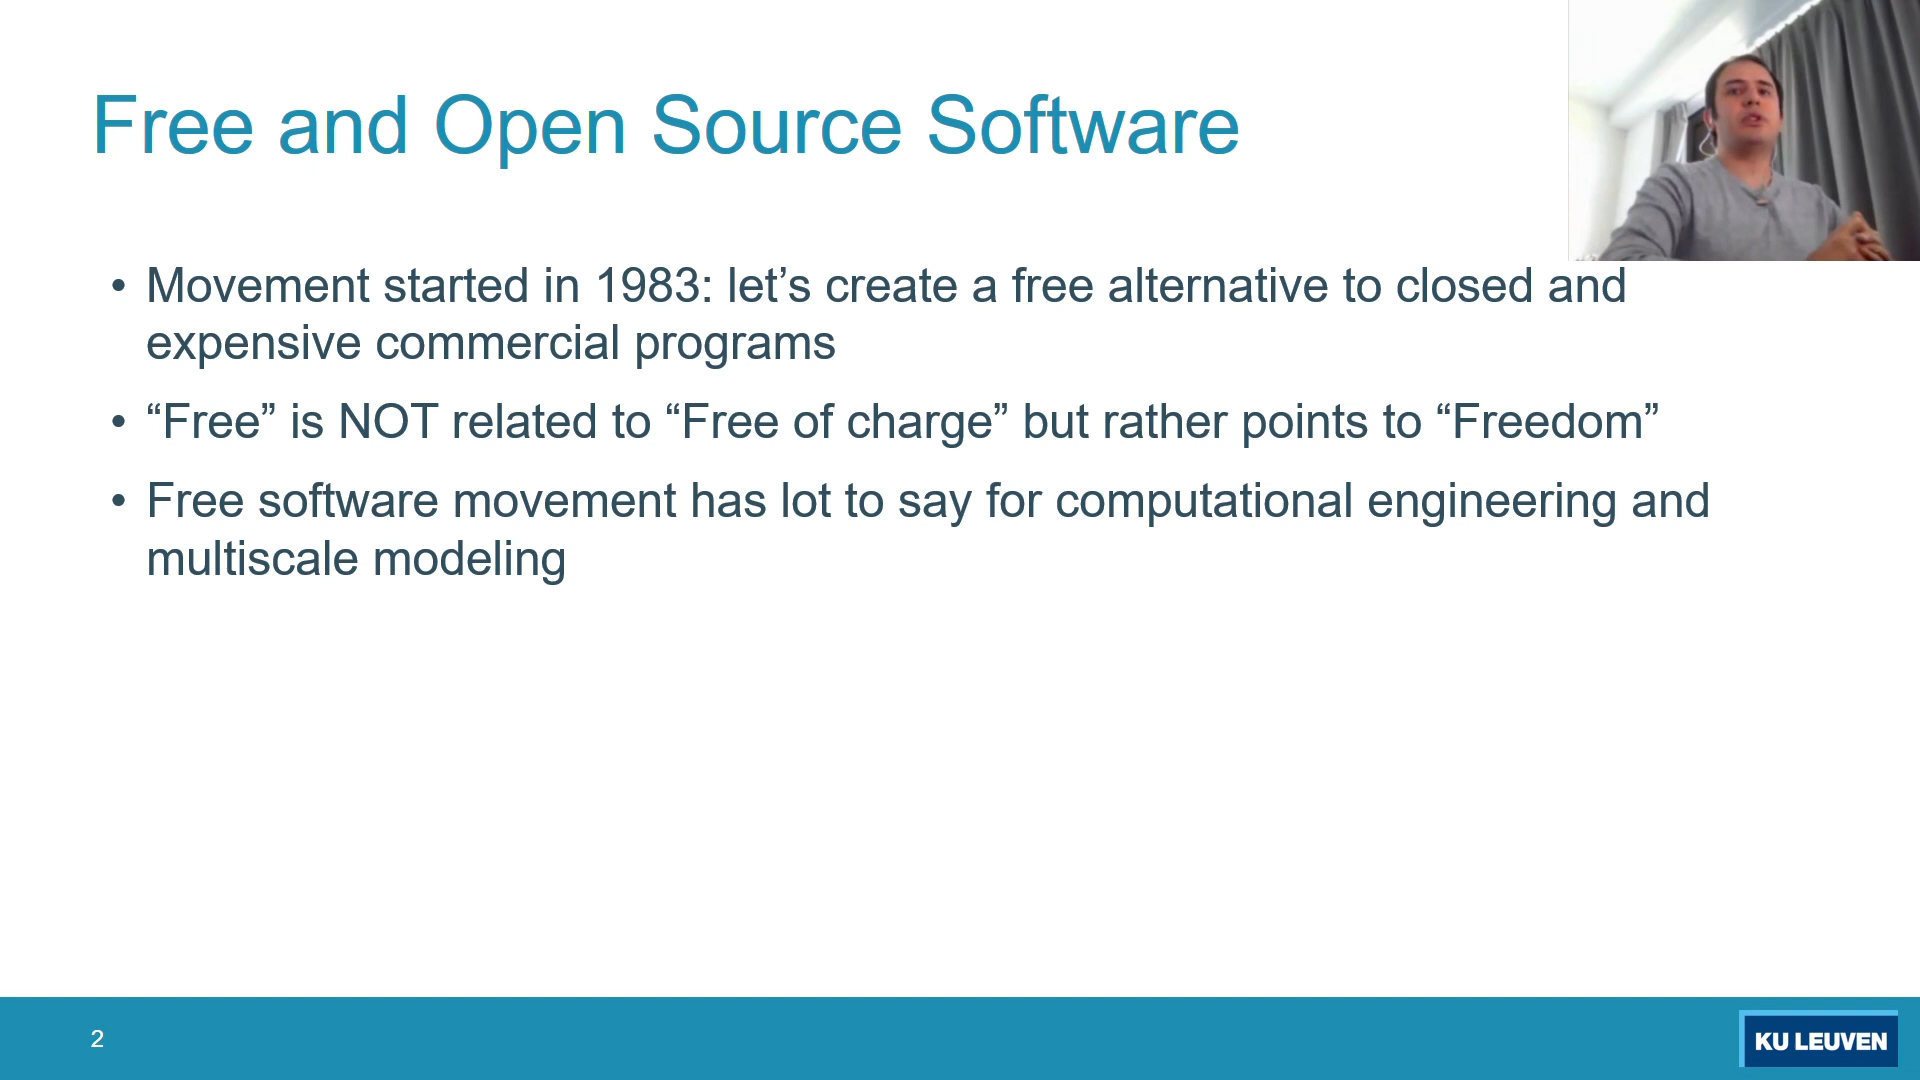 Free and Open Source Software
• Movement started in 1983: let’s create a free alternative to closed and
expensive commercial programs
• “Free” is NOT related to “Free of charge” but rather points to “Freedom”
• Free software movement has lot to say for computational engineering and
multiscale modeling
2
KU LEUVEN